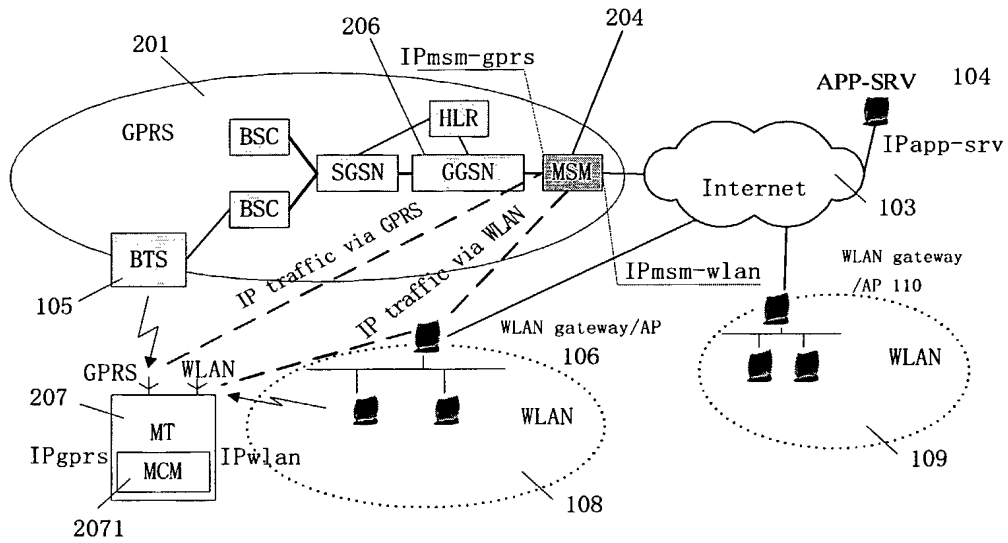 204
206
201
IPmsm-gprs
APP-SRV 104
GPRS
BSC
HLR
IPapp-srv
SGSN
GGSN
MSM
Internet
BSC
103
BTS
IP traffic via GPRS
IP traffic via WLAN
IPmsm-wlan
WLAN gateway
/AP 110
105
WLAN gateway/AP
106
WLAN
GPRS
WLAN
207
MT
WLAN
IPgprs
IPwlan
MCM
109
2071
108